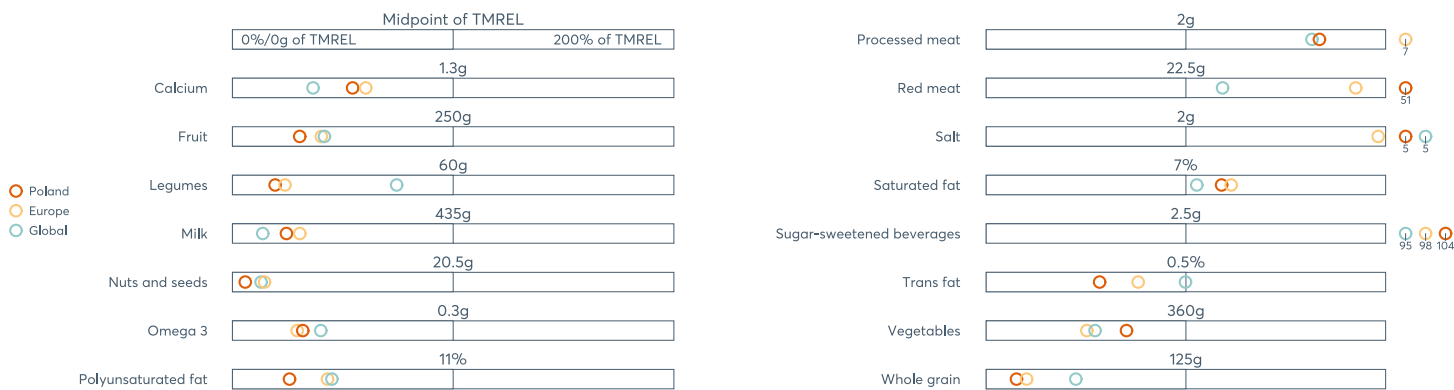 Midpoint of TMREL
0%/0g of TMREL
200% of TMREL
1.3g
Calcium
250g
Fruit
60g
Legumes
435g
Milk
20.5g
Nuts and seeds
0.3g
Omega 3
11%
Polyunsaturated fat
Poland
Europe
Global
2g
Processed meat
7
22.5g
Red meat
51
2g
Salt
5 5
7%
Saturated fat
2.5g
Sugar-sweetened beverages
95 98 104
0.5%
Trans fat
360g
Vegetables
125g
Whole grain